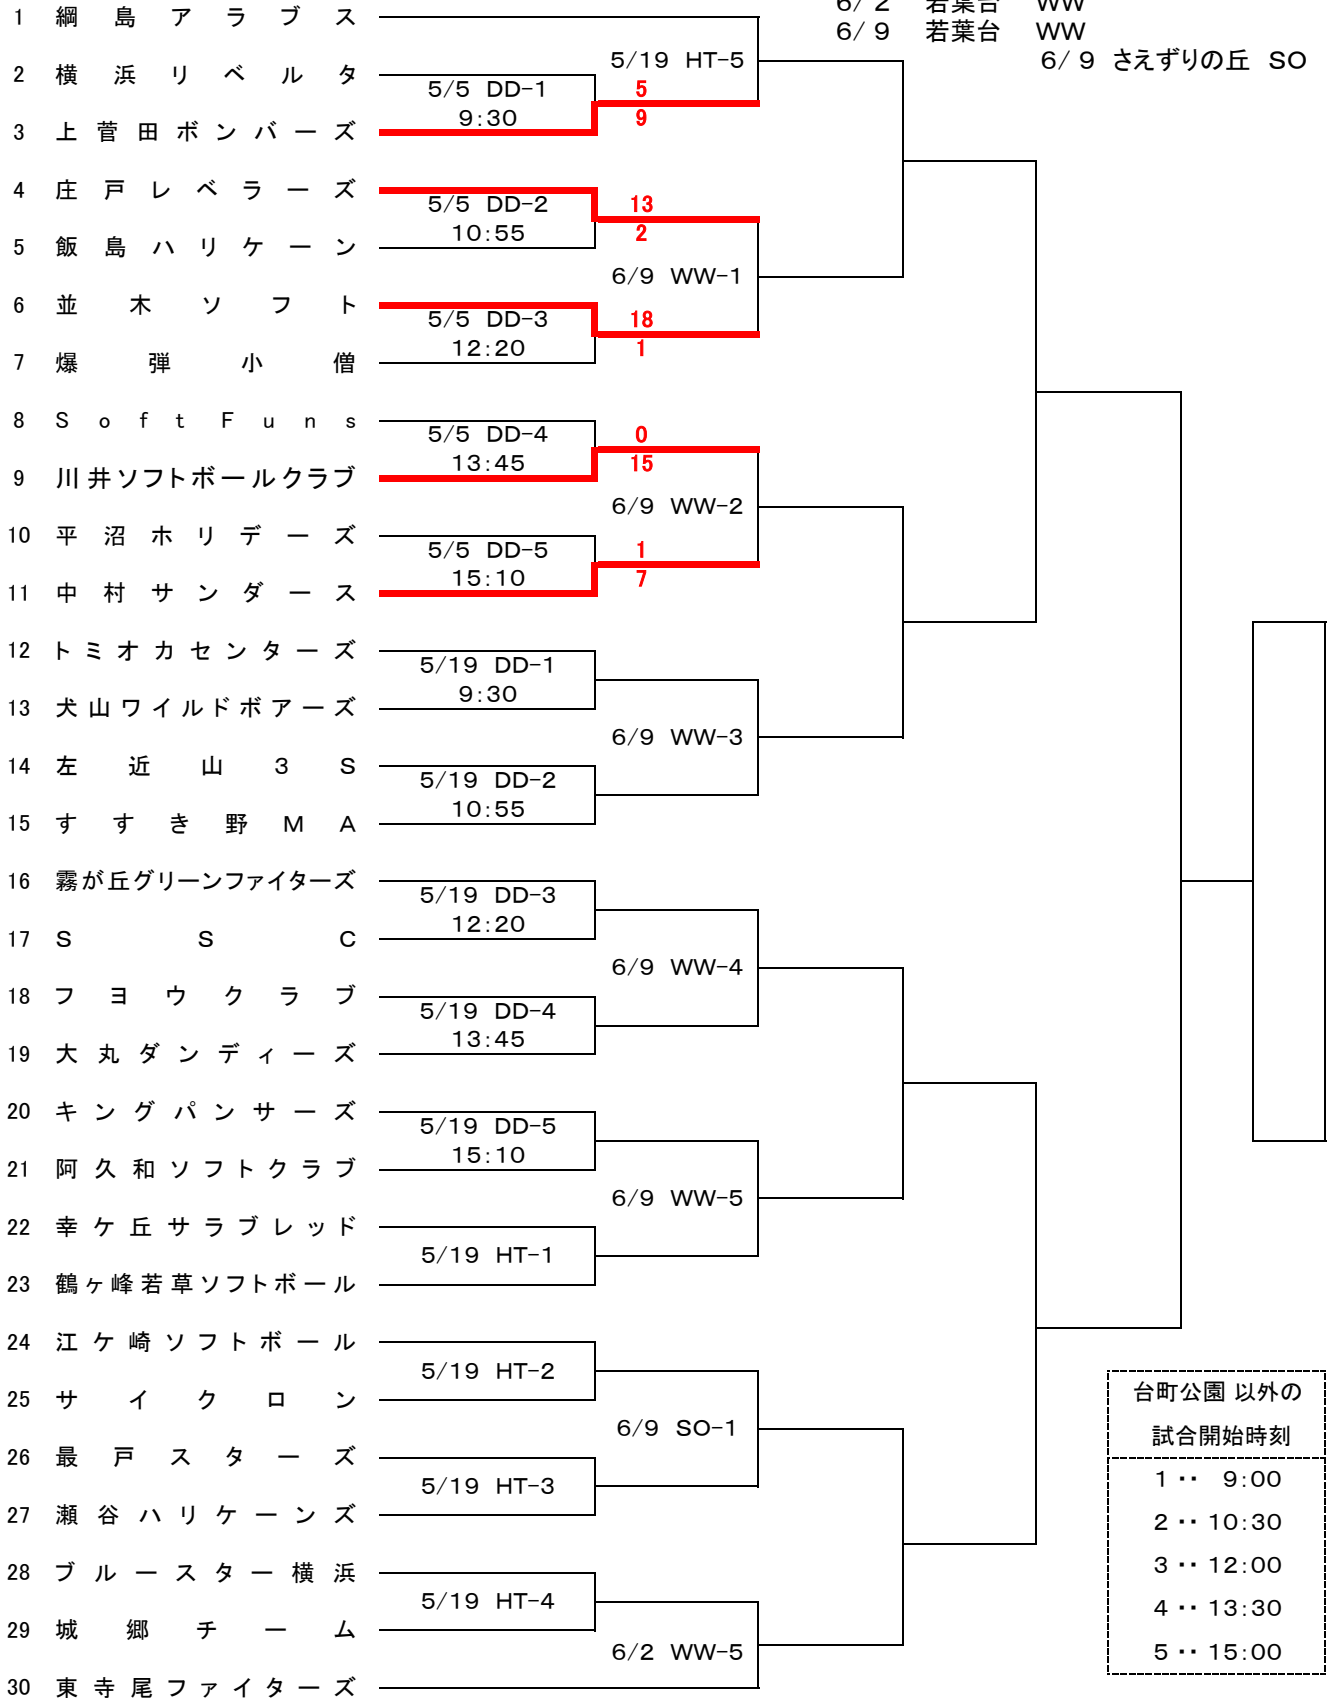 6/ 2 若葉台 WW
6/ 9 若葉台 WW
6/ 9 さえずりの丘 SO
1 綱島アラブス
5/19 HT-5
2 横浜リベルタ
5/5 DD-1
9:30
5
9
3 上菅田ボンバーズ
4 庄戸レベラーズ
5/5 DD-2
10:55
13
2
5 飯島ハリケーン
6/9 WW-1
6 並木ソフト
5/5 DD-3
12:20
18
1
7 爆弾小僧
8 Soft Funs
5/5 DD-4
13:45
0
15
9 川井ソフトボールクラブ
6/9 WW-2
10 平沼ホリデーズ
5/5 DD-5
15:10
1
7
11 中村サンダース
12 トミオカセンターズ
5/19 DD-1
9:30
13 犬山ワイルドボアーズ
6/9 WW-3
14 左近山3S
5/19 DD-2
10:55
15 すすき野MA
16 霧が丘グリーンファイターズ
5/19 DD-3
12:20
17 SSC
6/9 WW-4
18 フヨウクラブ
5/19 DD-4
13:45
19 大丸ダンディーズ
20 キングパンサーズ
5/19 DD-5
15:10
21 阿久和ソフトクラブ
6/9 WW-5
22 幸ケ丘サラブレッド
5/19 HT-1
23 鶴ヶ峰若草ソフトボール
24 江ケ崎ソフトボール
5/19 HT-2
25 サイクロン
6/9 SO-1
26 最戸スターズ
5/19 HT-3
27 瀬谷ハリケーンズ
28 ブルースター横浜
5/19 HT-4
29 城郷チーム
6/2 WW-5
30 東寺尾ファイターズ
台町公園 以外の
試合開始時刻
1 ‥ 9:00
2 ‥ 10:30
3 ‥ 12:00
4 ‥ 13:30
5 ‥ 15:00